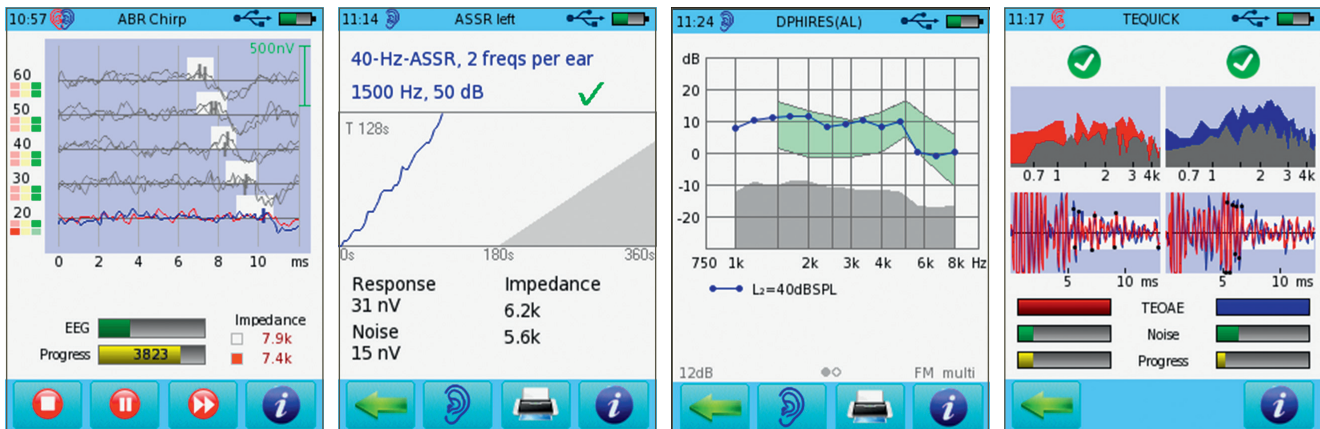 10:57 ABR Chirp
500nV
60
50
40
30
20
0 2 4 6 8 10 ms
EEG
Progress 3823
Impedance
7.9k
7.4k
i
11:14 ASSR left
40-Hz-ASSR, 2 freqs per ear
1500 Hz, 50 dB
T 128s
0s 180s 360s
Response Impedance
31 nV 6.2k
Noise 5.6k
15 nV
i
11:24 DPHIRES(AL)
dB
20
10
0
-10
-20
750 1k 2k 3k 4k 6k 8k Hz
L₂=40dBSPL
12dB FM multi
i
11:17 TEQUICK
0.7 1 2 3 4k 0.7 1 2 3 4k
5 10 ms 5 10 ms
TEOAE
Noise
Progress
i